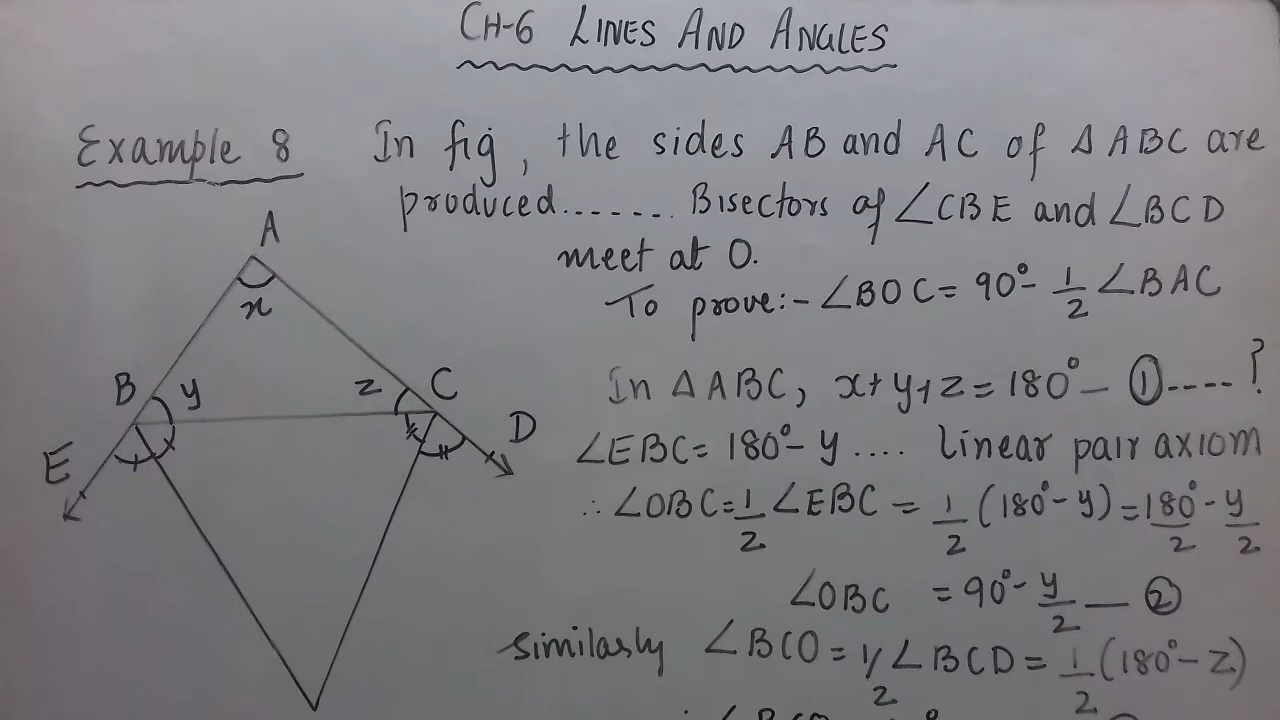 CH-6 LINES AND ANGLES
Example 8 In fig, the sides AB and AC of ΔABC are
produced....... Bisectors of ∠CBE and ∠BCD
meet at O.
To prove:- ∠BOC = 90° - 1/2 ∠BAC
A
x
B y z C
E D
In ΔABC, x+y+z = 180° — ① ---- ?
∠EBC = 180° - y .... linear pair axiom
∴ ∠OBC = 1/2 ∠EBC = 1/2 (180° - y) = 180°/2 - y/2
∠OBC = 90° - y/2 — ②
similarly ∠BCO = 1/2 ∠BCD = 1/2 (180° - z)